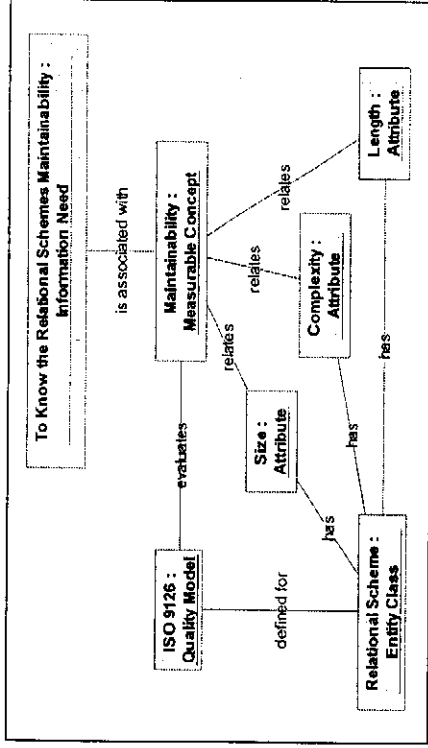 To Know the Relational Schemes Maintainability :
Information Need
is associated with
ISO 9126 :
Quality Model
evaluates
Maintainability :
Measurable Concept
relates
relates
relates
defined for
Size :
Attribute
Complexity :
Attribute
Length :
Attribute
has
has
has
Relational Scheme :
Entity Class